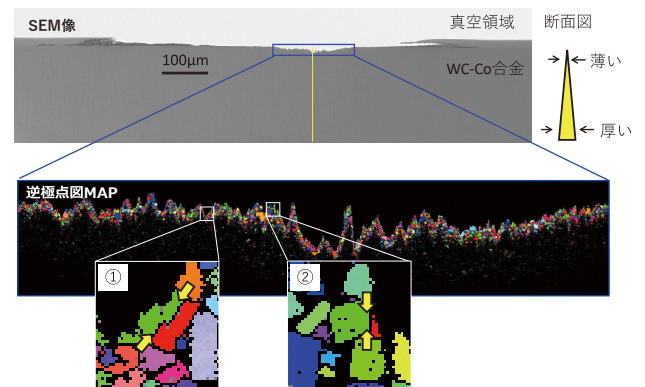 SEM像
真空領域
断面図
100μm
WC-Co合金
薄い
厚い
逆極点図MAP
①
②